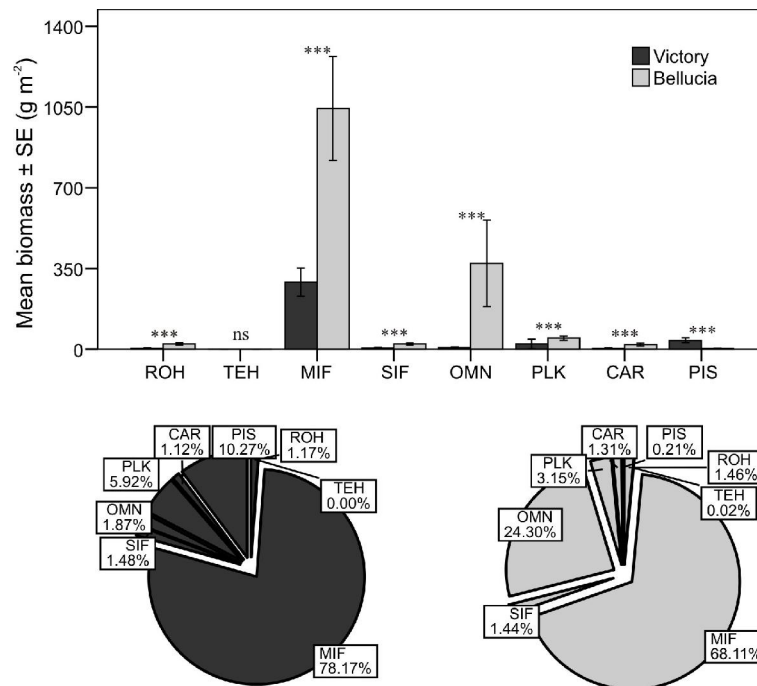 Mean biomass ± SE (g m-2)
1400
1050
700
350
0
Victory
Bellucia
***
ns
***
***
***
***
***
***
ROH TEH MIF SIF OMN PLK CAR PIS
CAR
1.12%
PIS
10.27%
ROH
1.17%
PLK
5.92%
TEH
0.00%
OMN
1.87%
SIF
1.48%
MIF
78.17%
CAR
1.31%
PIS
0.21%
PLK
3.15%
ROH
1.46%
TEH
0.02%
OMN
24.30%
SIF
1.44%
MIF
68.11%